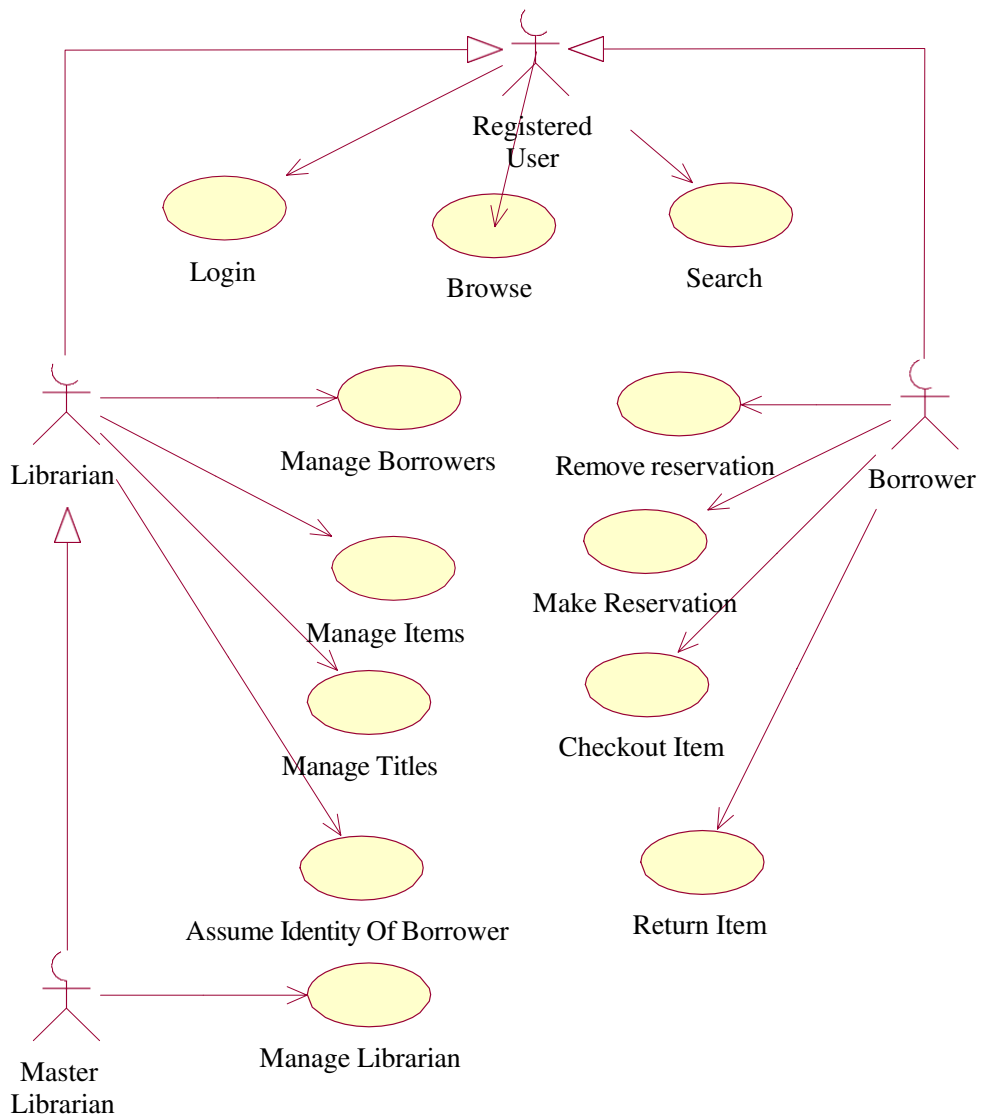 Registered
User
Login
Browse
Search
Librarian
Manage Borrowers
Remove reservation
Borrower
Manage Items
Make Reservation
Manage Titles
Checkout Item
Assume Identity Of Borrower
Return Item
Master
Librarian
Manage Librarian